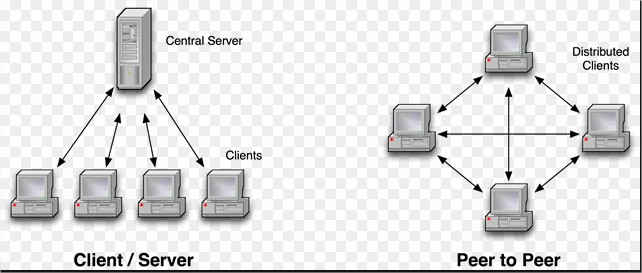 Central Server
Distributed
Clients
Clients
Client / Server
Peer to Peer